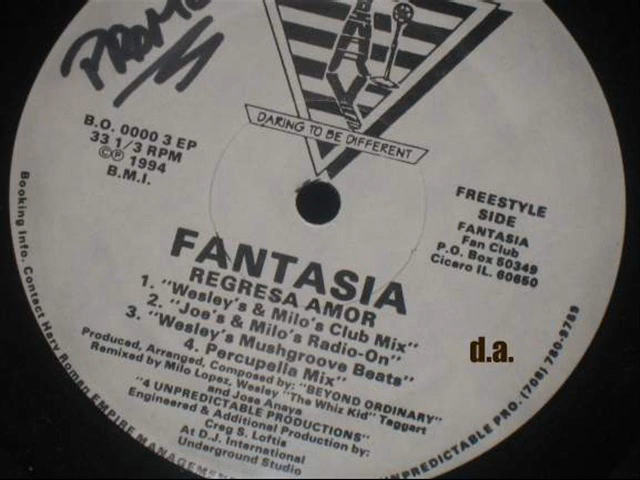 PROMO
DARING TO BE DIFFERENT
B.O. 0000 3 EP
33 1/3 RPM
©℗ 1994
B.M.I.
FREESTYLE
SIDE
FANTASIA
Fan Club
P.O. Box 50349
Cicero IL. 60650
FANTASIA
REGRESA AMOR
1. "Wesley's & Milo's Club Mix"
2. "Joe's & Milo's Radio-On"
3. "Wesley's Mushgroove Beats"
4. Percupella Mix"
Produced, Arranged, Composed by: "BEYOND ORDINARY"
Remixed by Milo Lopez, Wesley "The Whiz Kid" Taggart
and Jose Anaya
"4 UNPREDICTABLE PRODUCTIONS"
Engineered & Additional Production by:
Greg S. Loftis
At D.J. International
Underground Studio
Booking Info. Contact Hery Roman EMPIRE MANAGEMENT
UNPREDICTABLE PRO. (708) 780-9789
d.a.